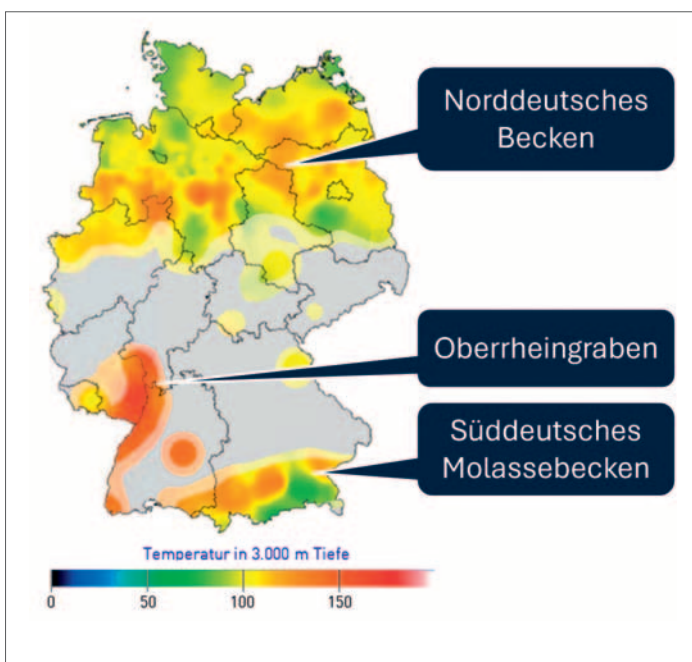 Norddeutsches
Becken
Oberrheingraben
Süddeutsches
Molassebecken
Temperatur in 3.000 m Tiefe
0 50 100 150